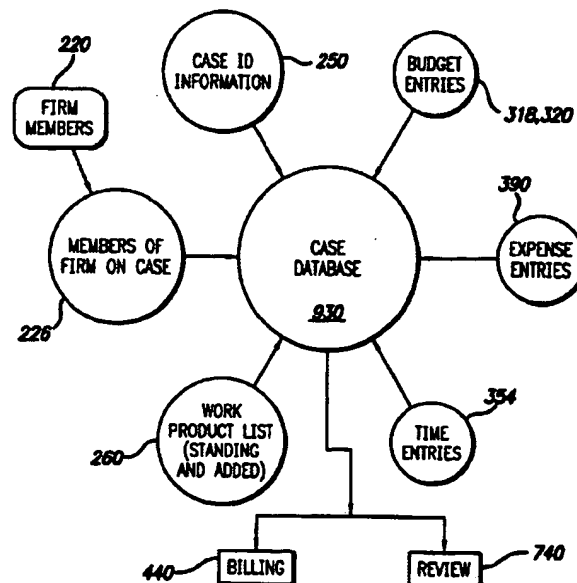 220
FIRM
MEMBERS
CASE ID
INFORMATION
250
BUDGET
ENTRIES
318,320
MEMBERS OF
FIRM ON CASE
226
CASE
DATABASE
930
390
EXPENSE
ENTRIES
WORK
PRODUCT LIST
(STANDING
AND ADDED)
260
354
TIME
ENTRIES
440
BILLING
REVIEW
740